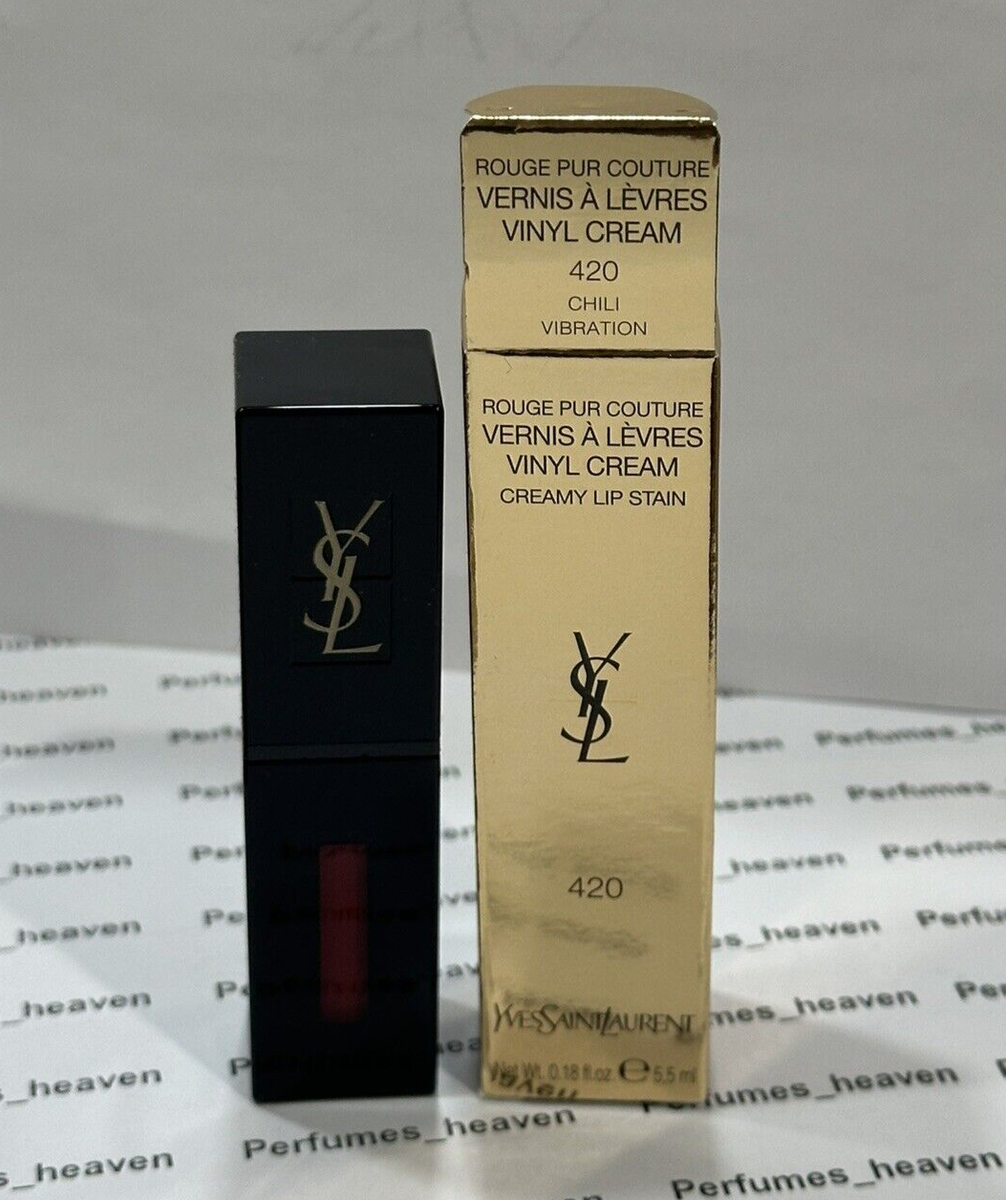 ROUGE PUR COUTURE
VERNIS À LÈVRES
VINYL CREAM
420
CHILI
VIBRATION
ROUGE PUR COUTURE
VERNIS À LÈVRES
VINYL CREAM
CREAMY LIP STAIN
YSL
YSL
420
YVESSAINTLAURENT
Net Wt. 0.18 fl.oz. ℮ 5.5 ml
Perfumes_heaven
Perfumes_heaven
Perfumes_heaven